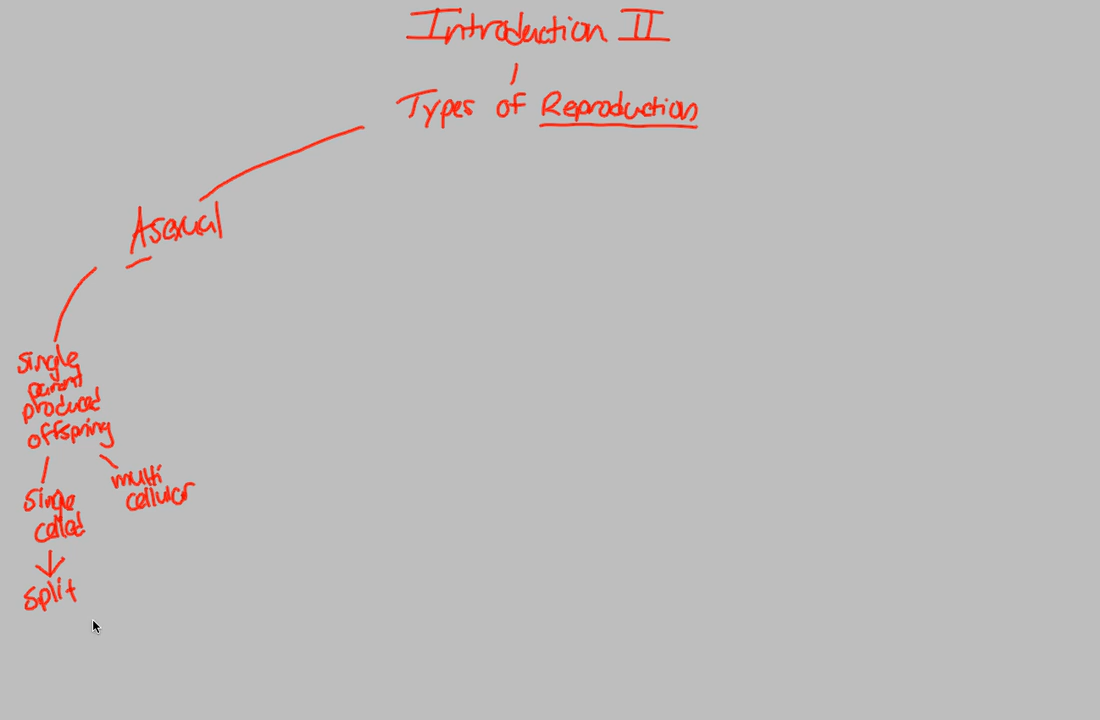 Introduction II
Types of Reproduction
Asexual
single
parent
produced
offspring
multi
cellular
single
celled
split